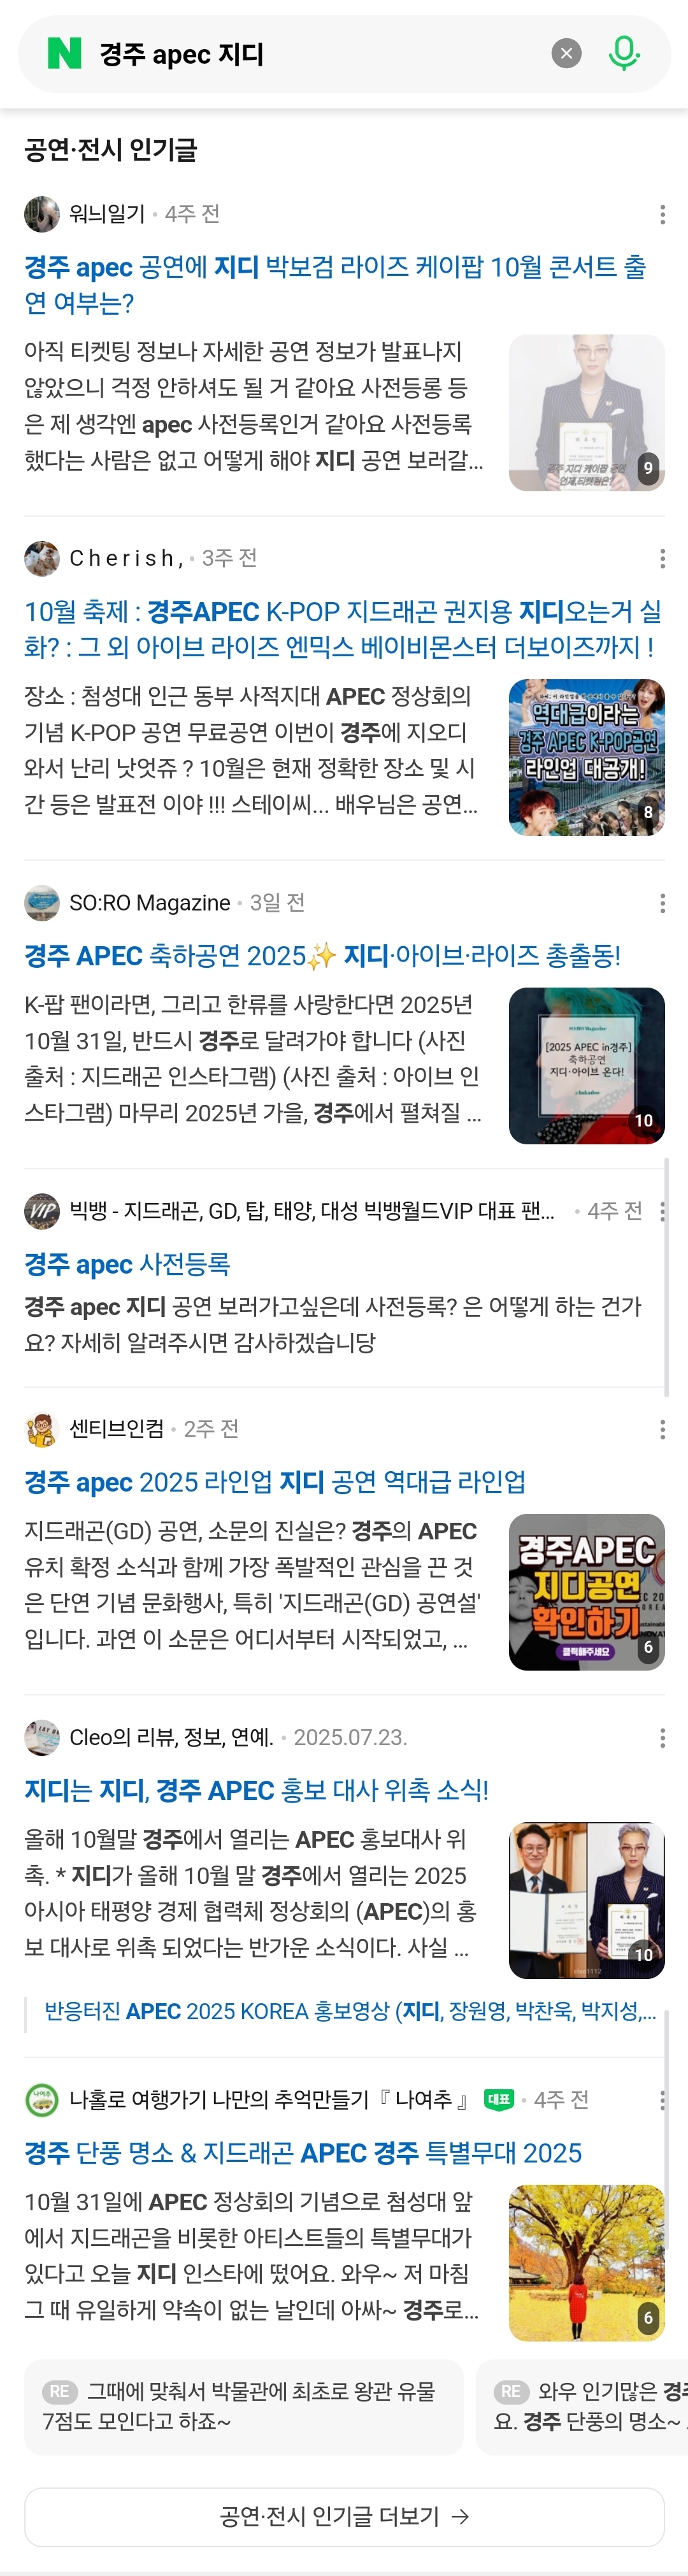 N 경주 apec 지디
공연·전시 인기글
워늬일기 · 4주 전
경주 apec 공연에 지디 박보검 라이즈 케이팝 10월 콘서트 출
연 여부는?
아직 티켓팅 정보나 자세한 공연 정보가 발표나지
않았으니 걱정 안하셔도 될 거 같아요 사전등롱 등
은 제 생각엔 apec 사전등록인거 같아요 사전등록
했다는 사람은 없고 어떻게 해야 지디 공연 보러갈...
경주 지디 케이팝 공연
언제,티켓팅은?
9
Cherish, · 3주 전
10월 축제 : 경주APEC K-POP 지드래곤 권지용 지디오는거 실
화? : 그 외 아이브 라이즈 엔믹스 베이비몬스터 더보이즈까지 !
장소 : 첨성대 인근 동부 사적지대 APEC 정상회의
기념 K-POP 공연 무료공연 이번이 경주에 지오디
와서 난리 낫엇쥬 ? 10월은 현재 정확한 장소 및 시
간 등은 발표전 이야 !!! 스테이씨... 배우님은 공연...
역대급이라는
경주 APEC K-POP공연
라인업 대공개!
8
SO:RO Magazine · 3일 전
경주 APEC 축하공연 2025✨ 지디·아이브·라이즈 총출동!
K-팝 팬이라면, 그리고 한류를 사랑한다면 2025년
10월 31일, 반드시 경주로 달려가야 합니다 (사진
출처 : 지드래곤 인스타그램) (사진 출처 : 아이브 인
스타그램) 마무리 2025년 가을, 경주에서 펼쳐질 ...
SO:RO Magazine
[2025 APEC in경주]
축하공연
지디·아이브 온다!
10
VIP 빅뱅 - 지드래곤, GD, 탑, 태양, 대성 빅뱅월드VIP 대표 팬... · 4주 전
경주 apec 사전등록
경주 apec 지디 공연 보러가고싶은데 사전등록? 은 어떻게 하는 건가
요? 자세히 알려주시면 감사하겠습니당
센티브인컴 · 2주 전
경주 apec 2025 라인업 지디 공연 역대급 라인업
지드래곤(GD) 공연, 소문의 진실은? 경주의 APEC
유치 확정 소식과 함께 가장 폭발적인 관심을 끈 것
은 단연 기념 문화행사, 특히 '지드래곤(GD) 공연설'
입니다. 과연 이 소문은 어디서부터 시작되었고, ...
경주APEC
지디공연
확인하기
클릭해주세요
6
Cleo의 리뷰, 정보, 연예. · 2025.07.23.
지디는 지디, 경주 APEC 홍보 대사 위촉 소식!
올해 10월말 경주에서 열리는 APEC 홍보대사 위
촉. * 지디가 올해 10월 말 경주에서 열리는 2025
아시아 태평양 경제 협력체 정상회의 (APEC)의 홍
보 대사로 위촉 되었다는 반가운 소식이다. 사실 ...
10
반응터진 APEC 2025 KOREA 홍보영상 (지디, 장원영, 박찬욱, 박지성,...
나여추 나홀로 여행가기 나만의 추억만들기『 나여추 』 대표 · 4주 전
경주 단풍 명소 & 지드래곤 APEC 경주 특별무대 2025
10월 31일에 APEC 정상회의 기념으로 첨성대 앞
에서 지드래곤을 비롯한 아티스트들의 특별무대가
있다고 오늘 지디 인스타에 떴어요. 와우~ 저 마침
그 때 유일하게 약속이 없는 날인데 아싸~ 경주로...
6
RE 그때에 맞춰서 박물관에 최초로 왕관 유물
7점도 모인다고 하죠~
RE 와우 인기많은 경주
요. 경주 단풍의 명소~
공연·전시 인기글 더보기 →